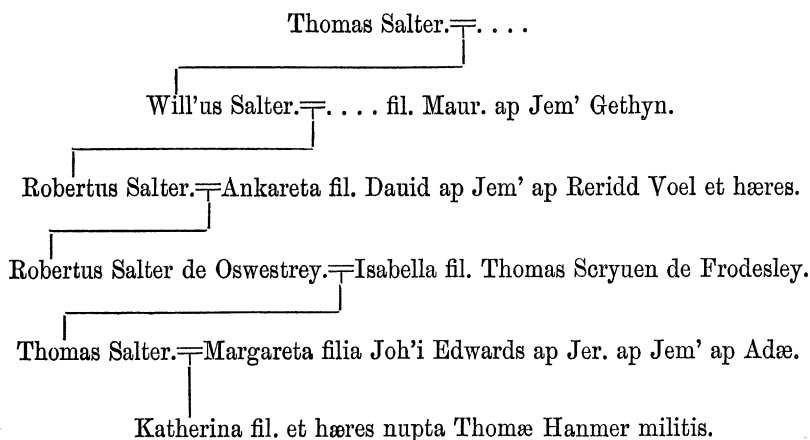 Thomas Salter.=. . . .
Will'us Salter.=. . . . fil. Maur. ap Jem' Gethyn.
Robertus Salter.=Ankareta fil. Dauid ap Jem' ap Reridd Voel et hæres.
Robertus Salter de Oswestrey.=Isabella fil. Thomas Scryuen de Frodesley.
Thomas Salter.=Margareta filia Joh'i Edwards ap Jer. ap Jem' ap Adæ.
Katherina fil. et hæres nupta Thomæ Hanmer militis.